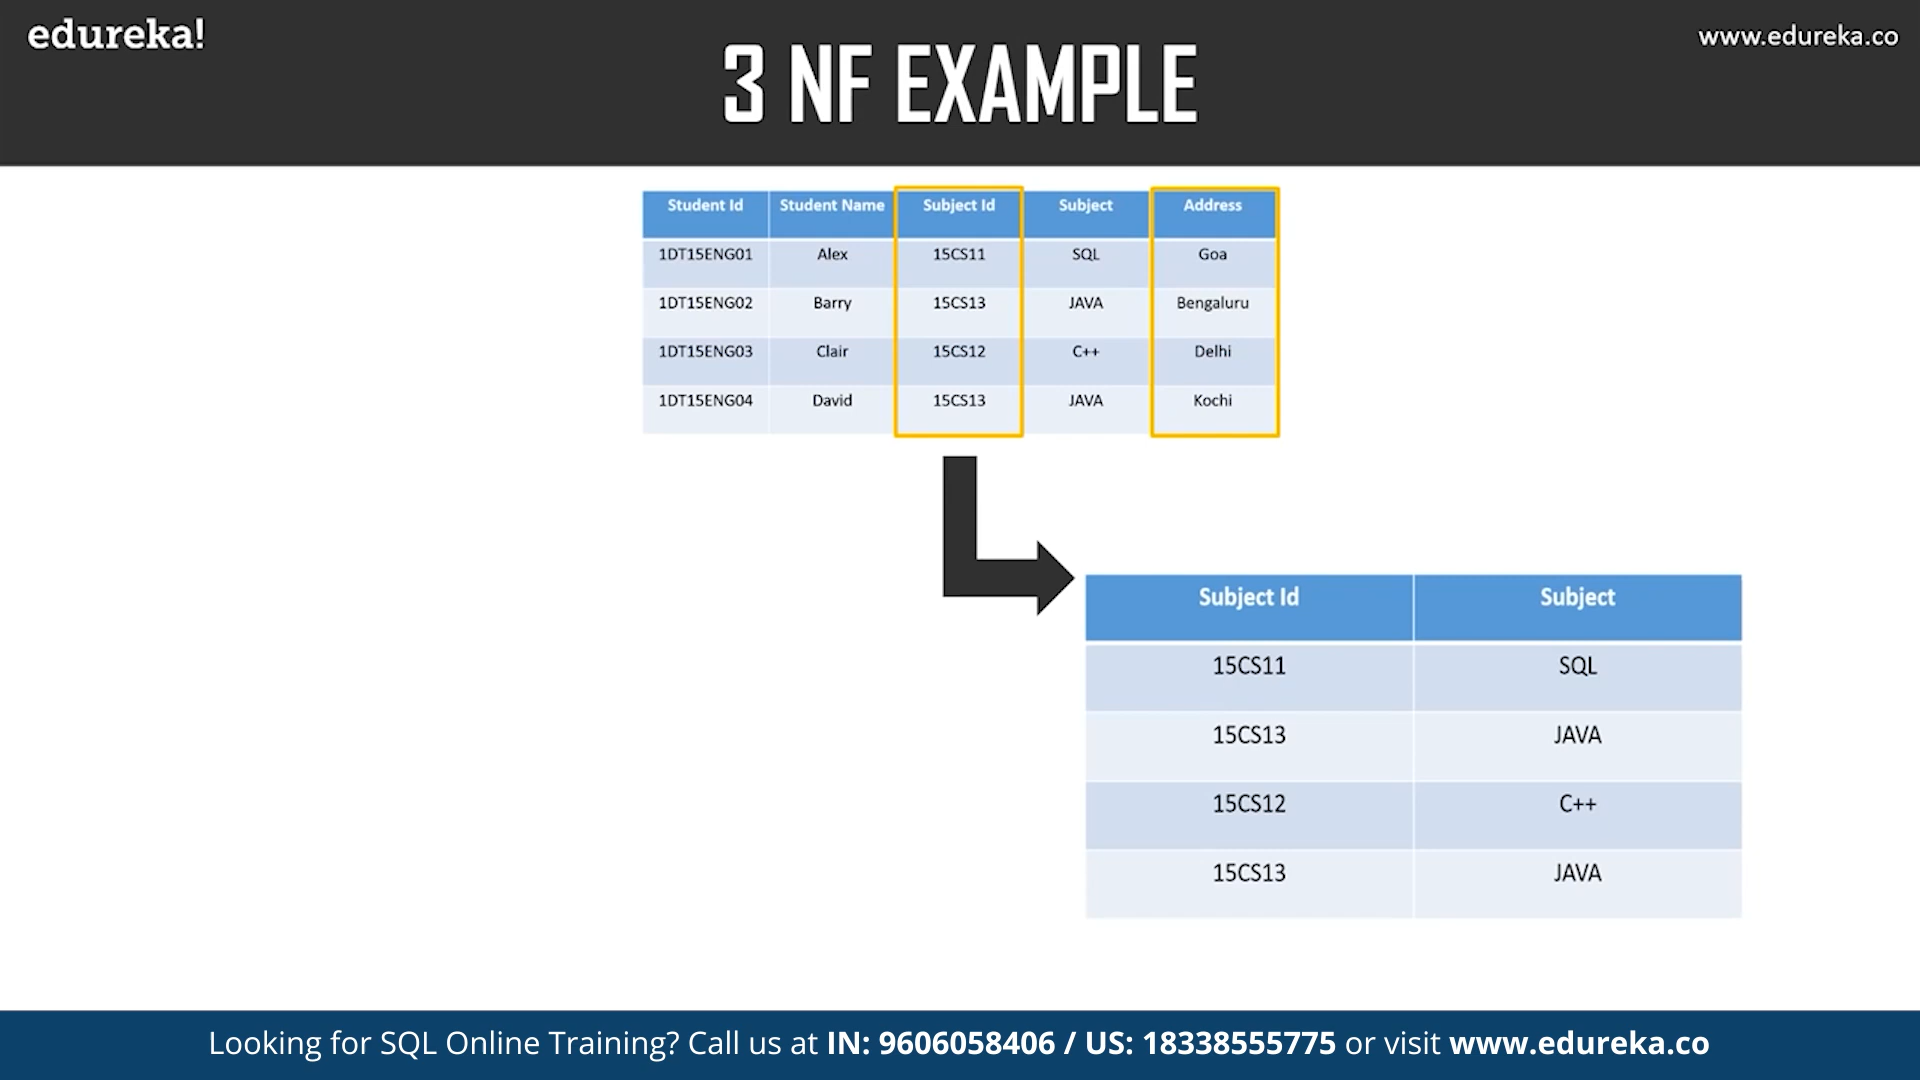 edureka!
www.edureka.co
3 NF EXAMPLE
Student Id Student Name Subject Id Subject Address
1DT15ENG01 Alex 15CS11 SQL Goa
1DT15ENG02 Barry 15CS13 JAVA Bengaluru
1DT15ENG03 Clair 15CS12 C++ Delhi
1DT15ENG04 David 15CS13 JAVA Kochi
Subject Id Subject
15CS11 SQL
15CS13 JAVA
15CS12 C++
15CS13 JAVA
Looking for SQL Online Training? Call us at IN: 9606058406 / US: 18338555775 or visit www.edureka.co